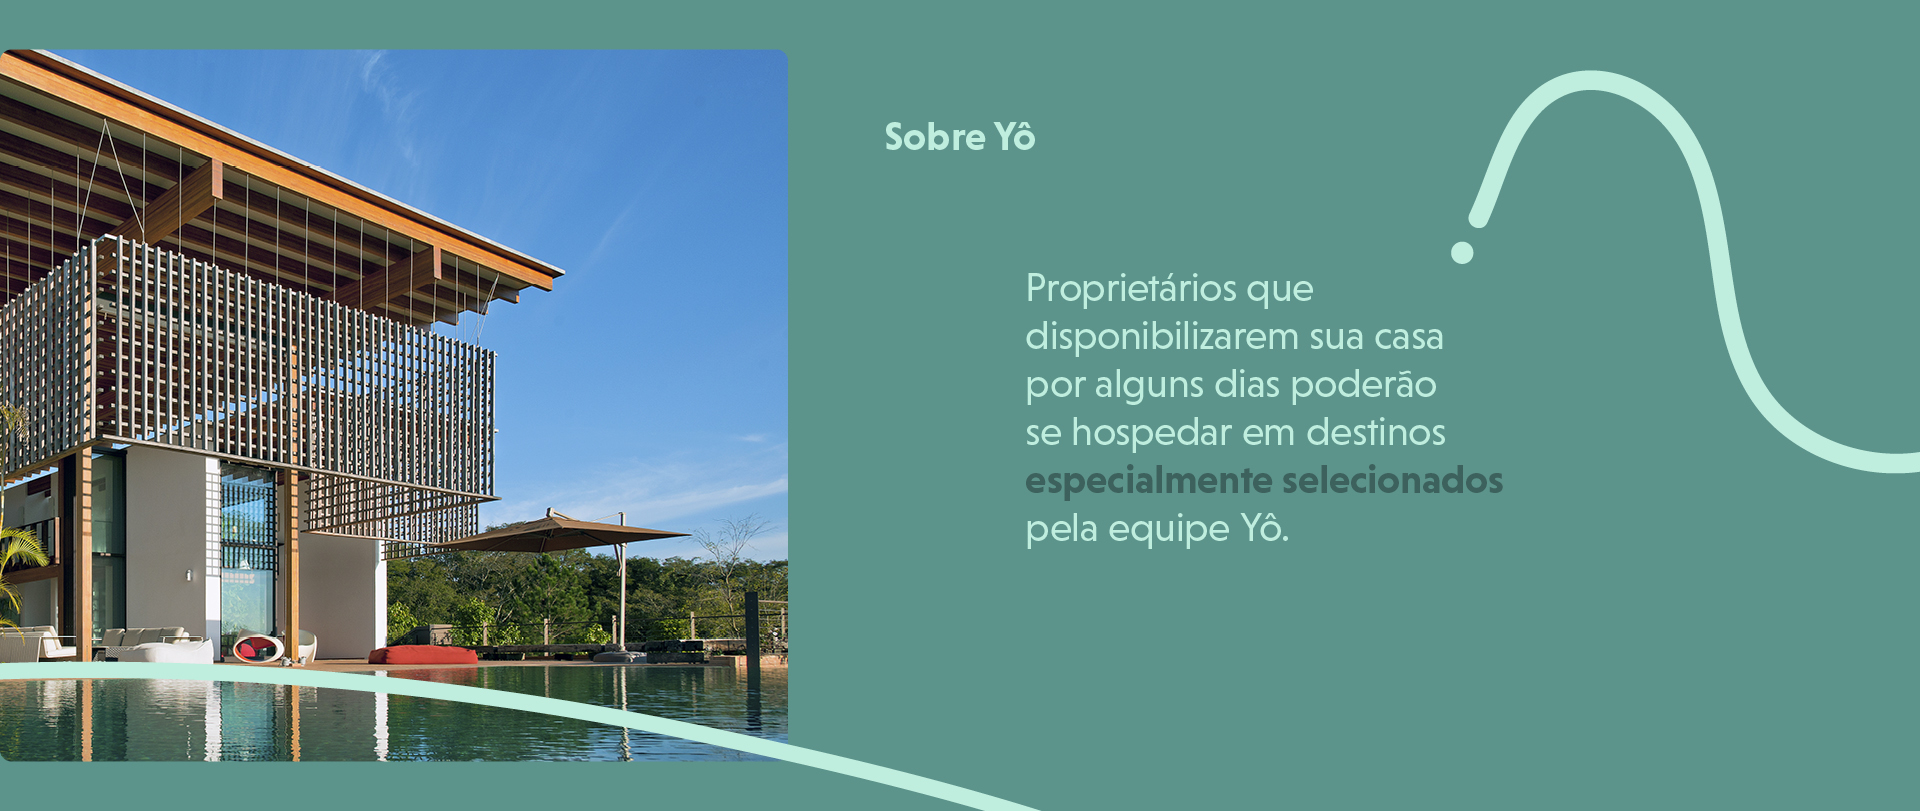 Sobre Yô
Proprietários que
disponibilizarem sua casa
por alguns dias poderão
se hospedar em destinos
especialmente selecionados
pela equipe Yô.